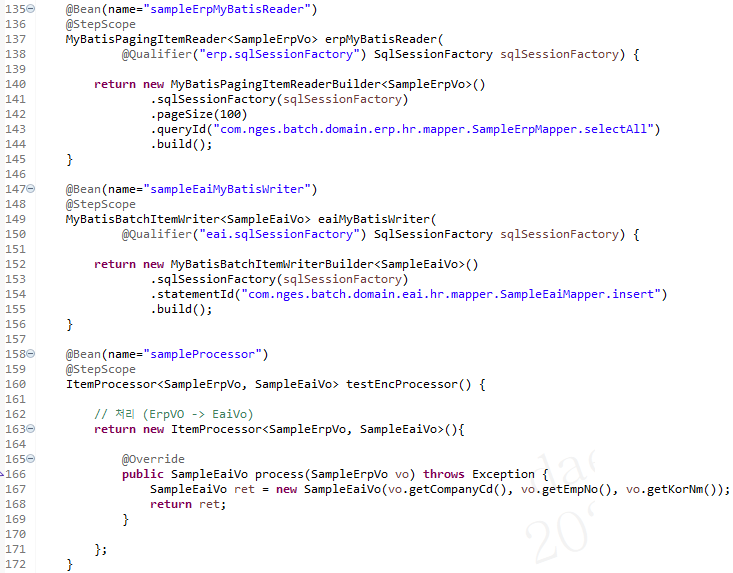 135 @Bean(name="sampleErpMyBatisReader")
136 @StepScope
137 MyBatisPagingItemReader<SampleErpVo> erpMyBatisReader(
138         @Qualifier("erp.sqlSessionFactory") SqlSessionFactory sqlSessionFactory) {
139
140     return new MyBatisPagingItemReaderBuilder<SampleErpVo>()
141             .sqlSessionFactory(sqlSessionFactory)
142             .pageSize(100)
143             .queryId("com.nges.batch.domain.erp.hr.mapper.SampleErpMapper.selectAll")
144             .build();
145 }
146
147 @Bean(name="sampleEaiMyBatisWriter")
148 @StepScope
149 MyBatisBatchItemWriter<SampleEaiVo> eaiMyBatisWriter(
150         @Qualifier("eai.sqlSessionFactory") SqlSessionFactory sqlSessionFactory) {
151
152     return new MyBatisBatchItemWriterBuilder<SampleEaiVo>()
153             .sqlSessionFactory(sqlSessionFactory)
154             .statementId("com.nges.batch.domain.eai.hr.mapper.SampleEaiMapper.insert")
155             .build();
156 }
157
158 @Bean(name="sampleProcessor")
159 @StepScope
160 ItemProcessor<SampleErpVo, SampleEaiVo> testEncProcessor() {
161
162     // 처리 (ErpVO -> EaiVo)
163     return new ItemProcessor<SampleErpVo, SampleEaiVo>(){
164
165         @Override
166         public SampleEaiVo process(SampleErpVo vo) throws Exception {
167             SampleEaiVo ret = new SampleEaiVo(vo.getCompanyCd(), vo.getEmpNo(), vo.getKorNm());
168             return ret;
169         }
170
171     };
172 }